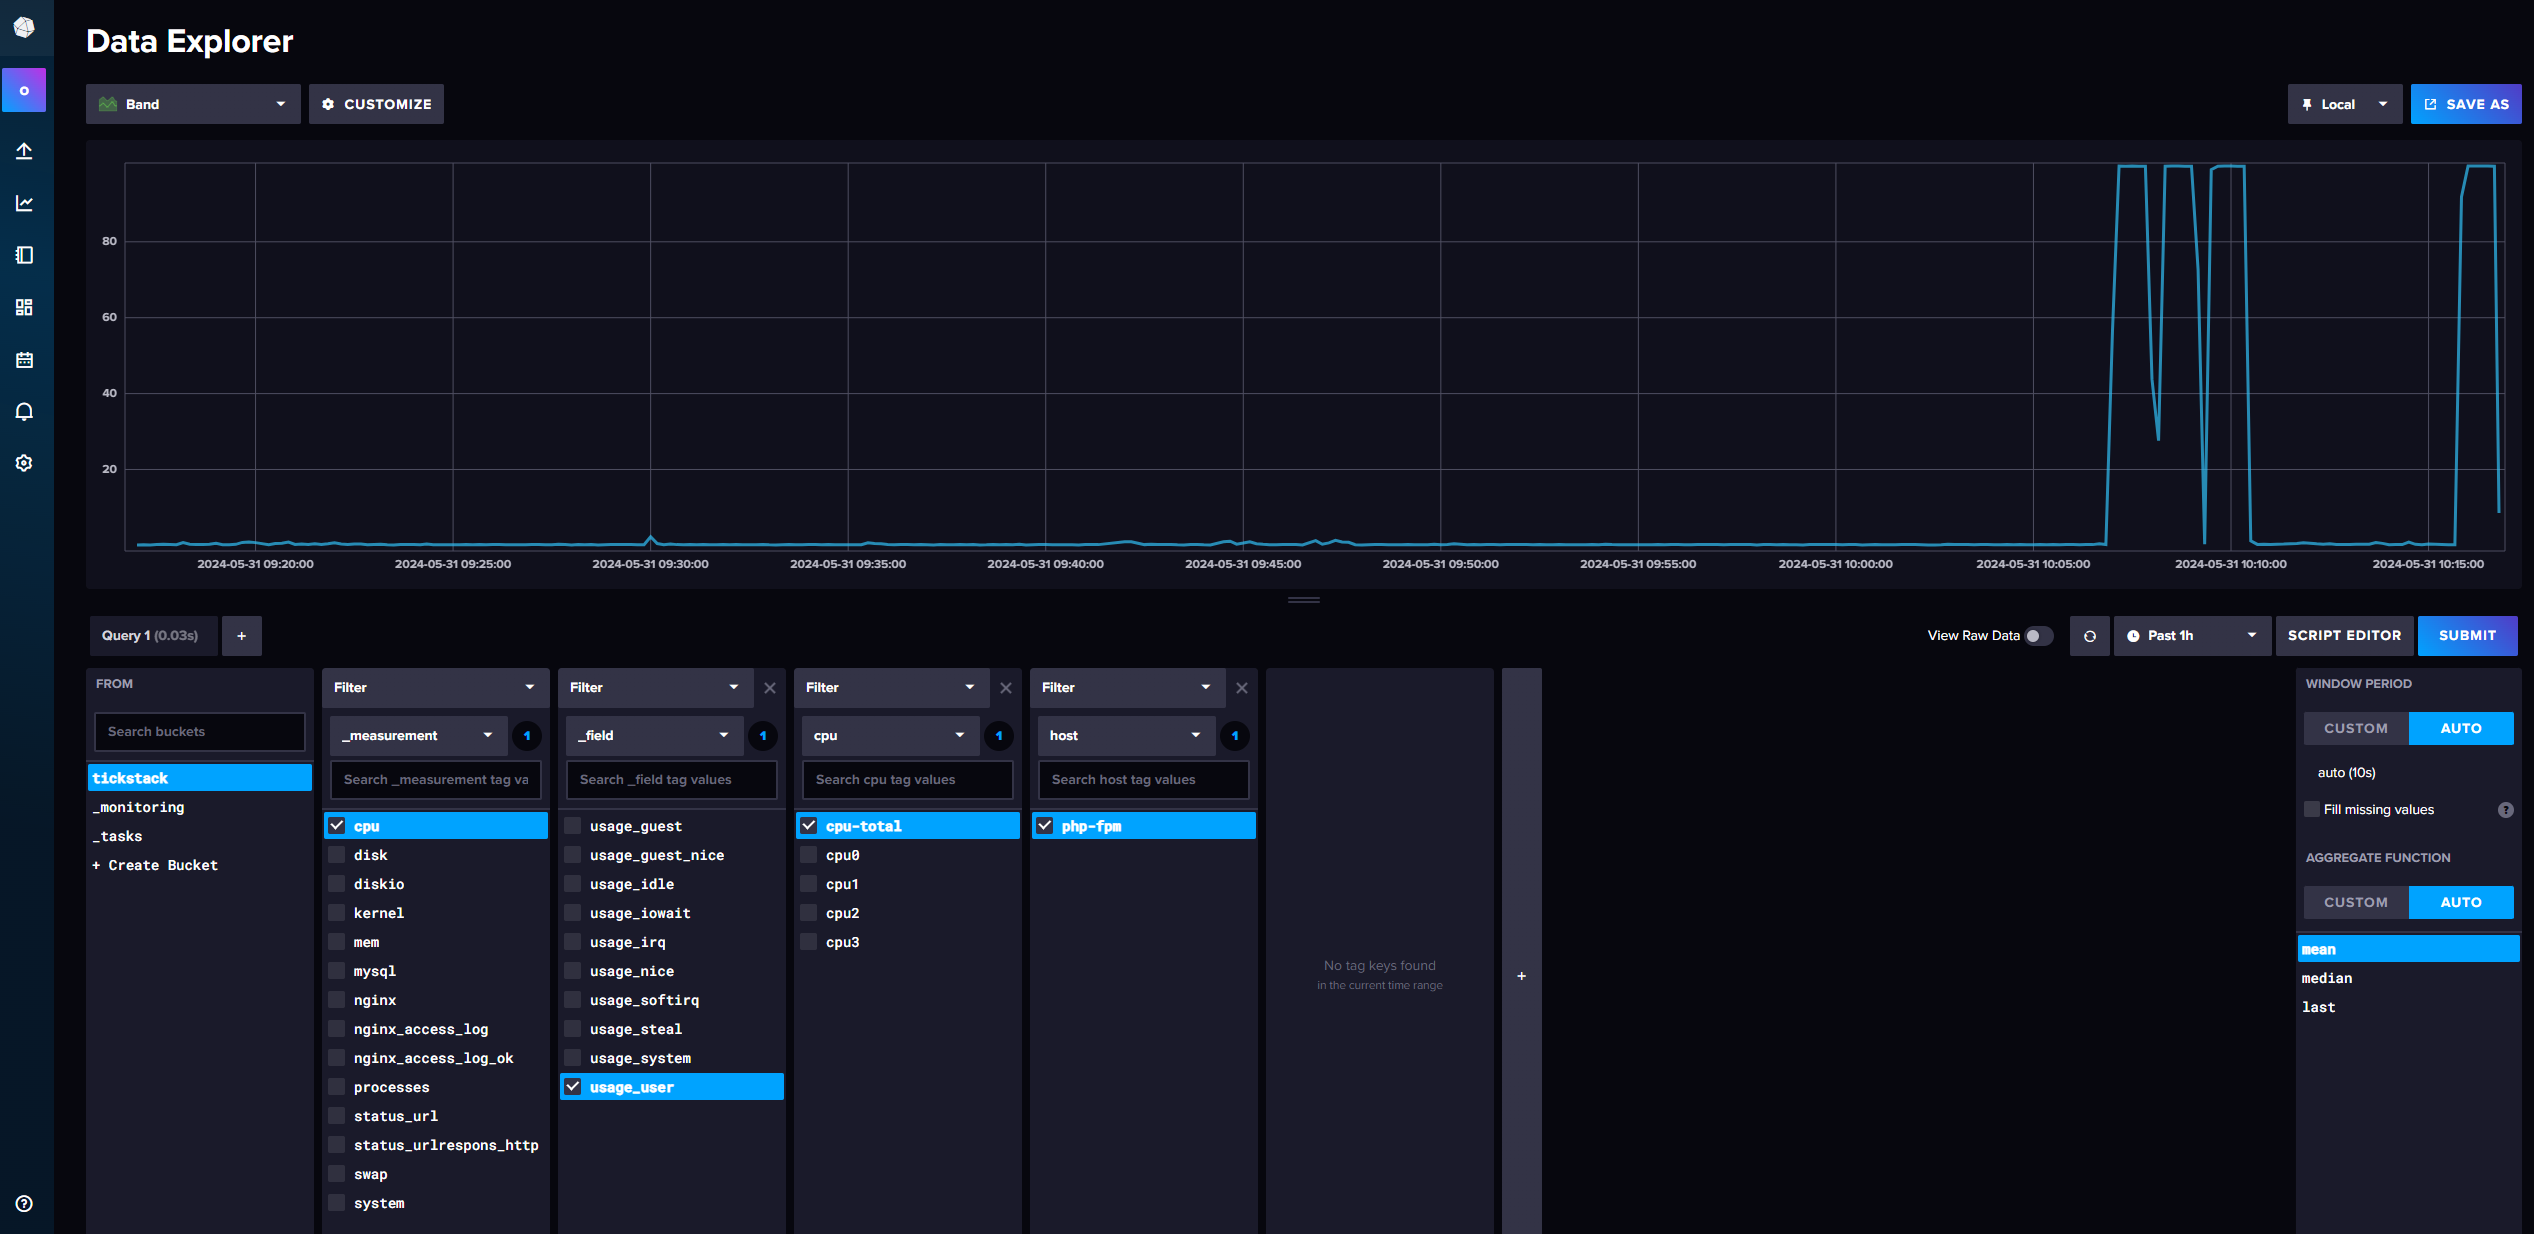 Data Explorer
o
Band
CUSTOMIZE
Local
SAVE AS
80
60
40
20
2024-05-31 09:20:00
2024-05-31 09:25:00
2024-05-31 09:30:00
2024-05-31 09:35:00
2024-05-31 09:40:00
2024-05-31 09:45:00
2024-05-31 09:50:00
2024-05-31 09:55:00
2024-05-31 10:00:00
2024-05-31 10:05:00
2024-05-31 10:10:00
2024-05-31 10:15:00
Query 1 (0.03s)
+
View Raw Data
Past 1h
SCRIPT EDITOR
SUBMIT
FROM
Search buckets
tickstack
_monitoring
_tasks
+ Create Bucket
Filter
_measurement
1
Search _measurement tag va
cpu
disk
diskio
kernel
mem
mysql
nginx
nginx_access_log
nginx_access_log_ok
processes
status_url
status_urlrespons_http
swap
system
Filter
_field
1
Search _field tag values
usage_guest
usage_guest_nice
usage_idle
usage_iowait
usage_irq
usage_nice
usage_softirq
usage_steal
usage_system
usage_user
Filter
cpu
1
Search cpu tag values
cpu-total
cpu0
cpu1
cpu2
cpu3
Filter
host
1
Search host tag values
php-fpm
No tag keys found
in the current time range
+
WINDOW PERIOD
CUSTOM
AUTO
auto (10s)
Fill missing values
?
AGGREGATE FUNCTION
CUSTOM
AUTO
mean
median
last